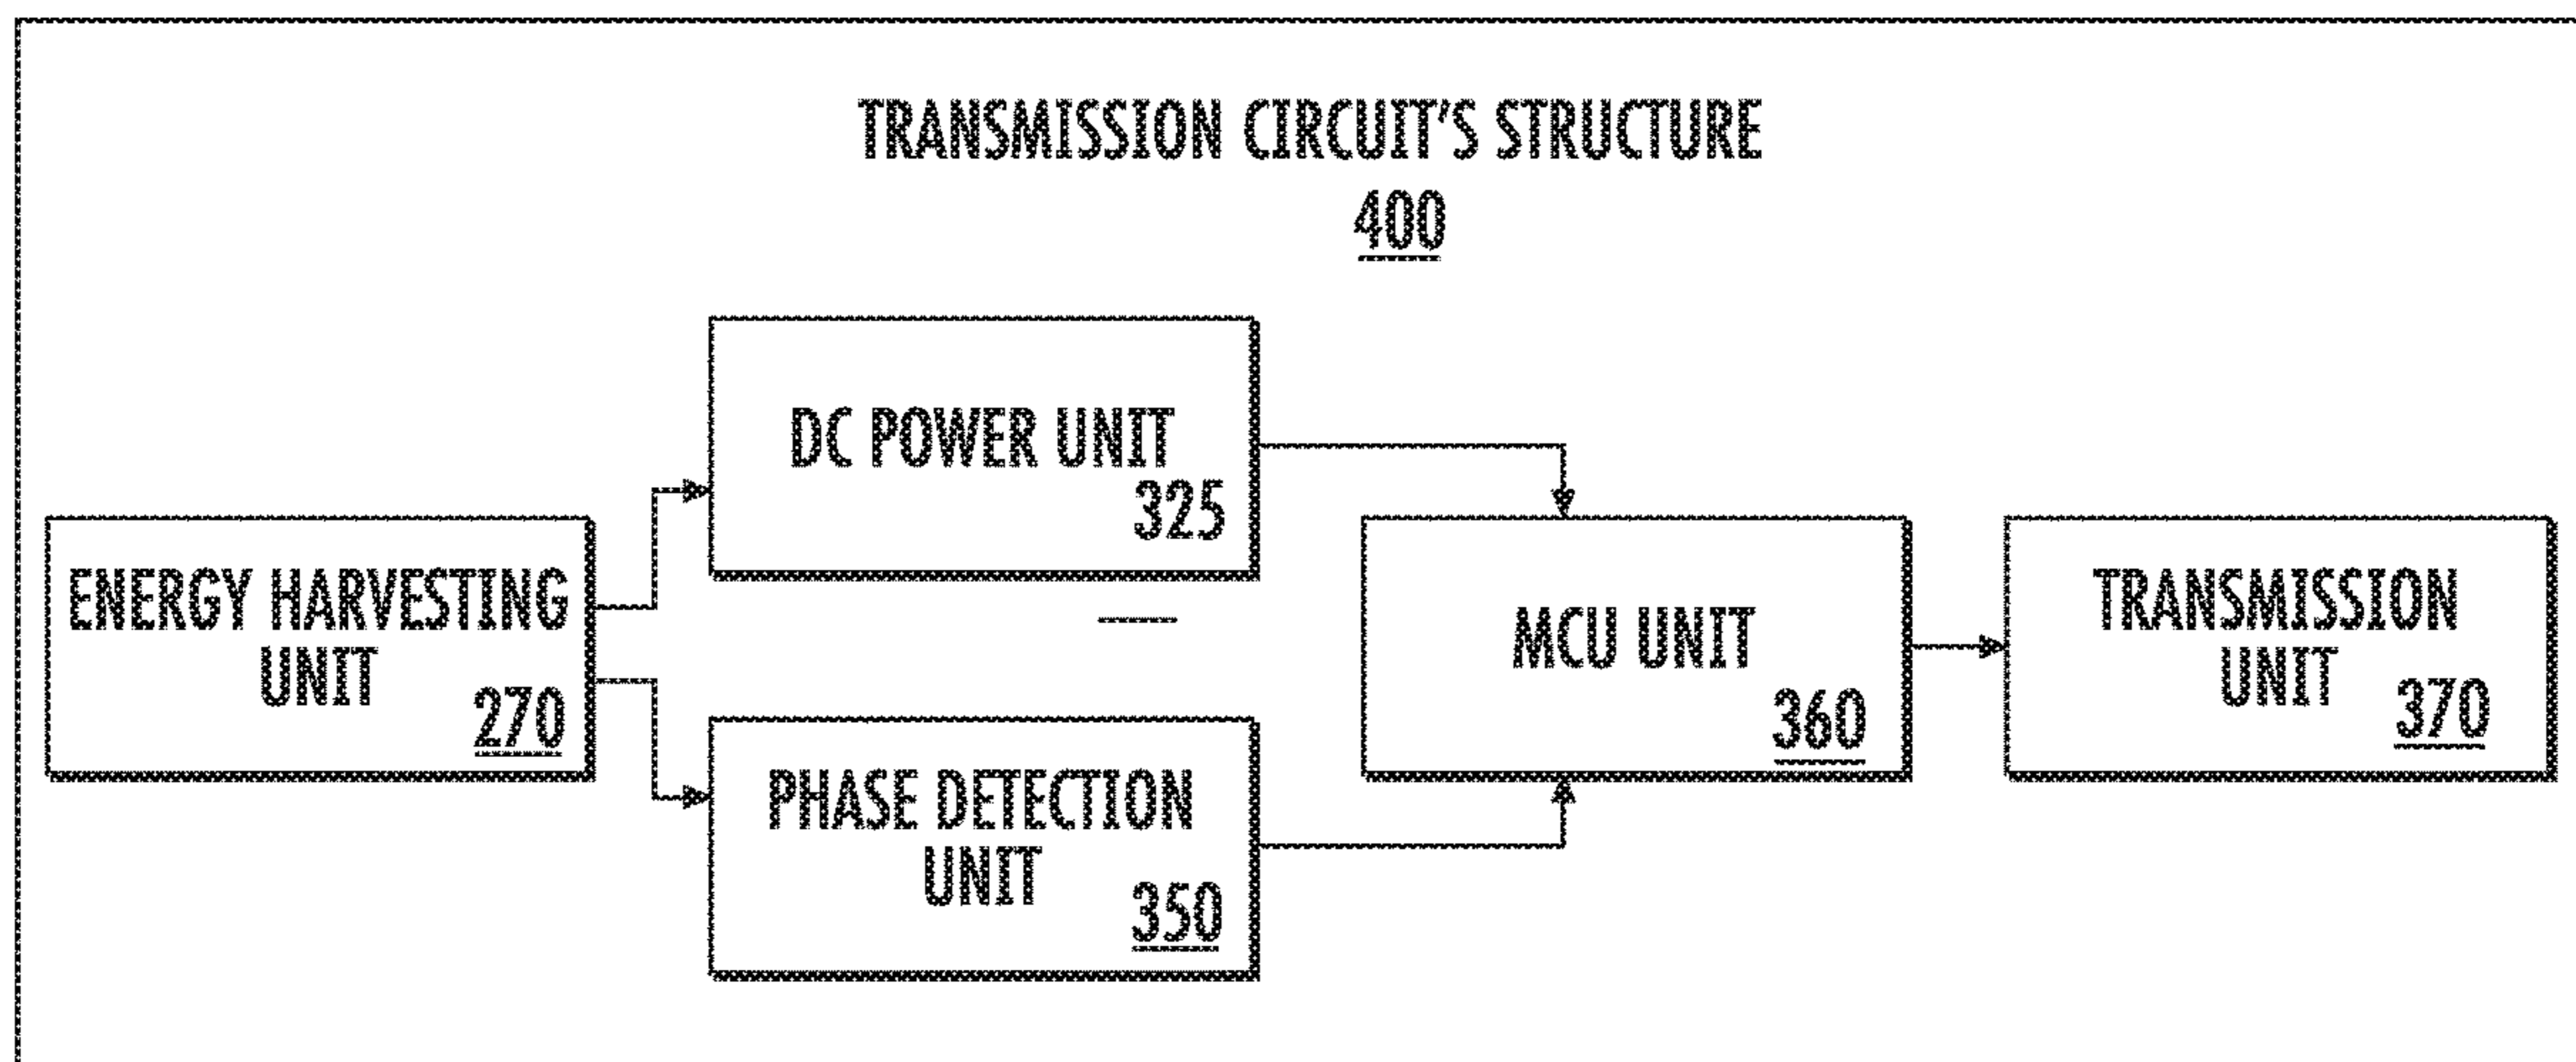 TRANSMISSION CIRCUIT'S STRUCTURE
400
DC POWER UNIT
325
ENERGY HARVESTING
UNIT
270
MCU UNIT
360
TRANSMISSION
UNIT
370
PHASE DETECTION
UNIT
350